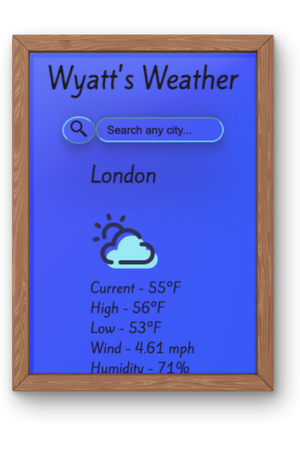 Wyatt's Weather
Search any city...
London
Current - 55°F
High - 56°F
Low - 53°F
Wind - 4.61 mph
Humidity - 71%